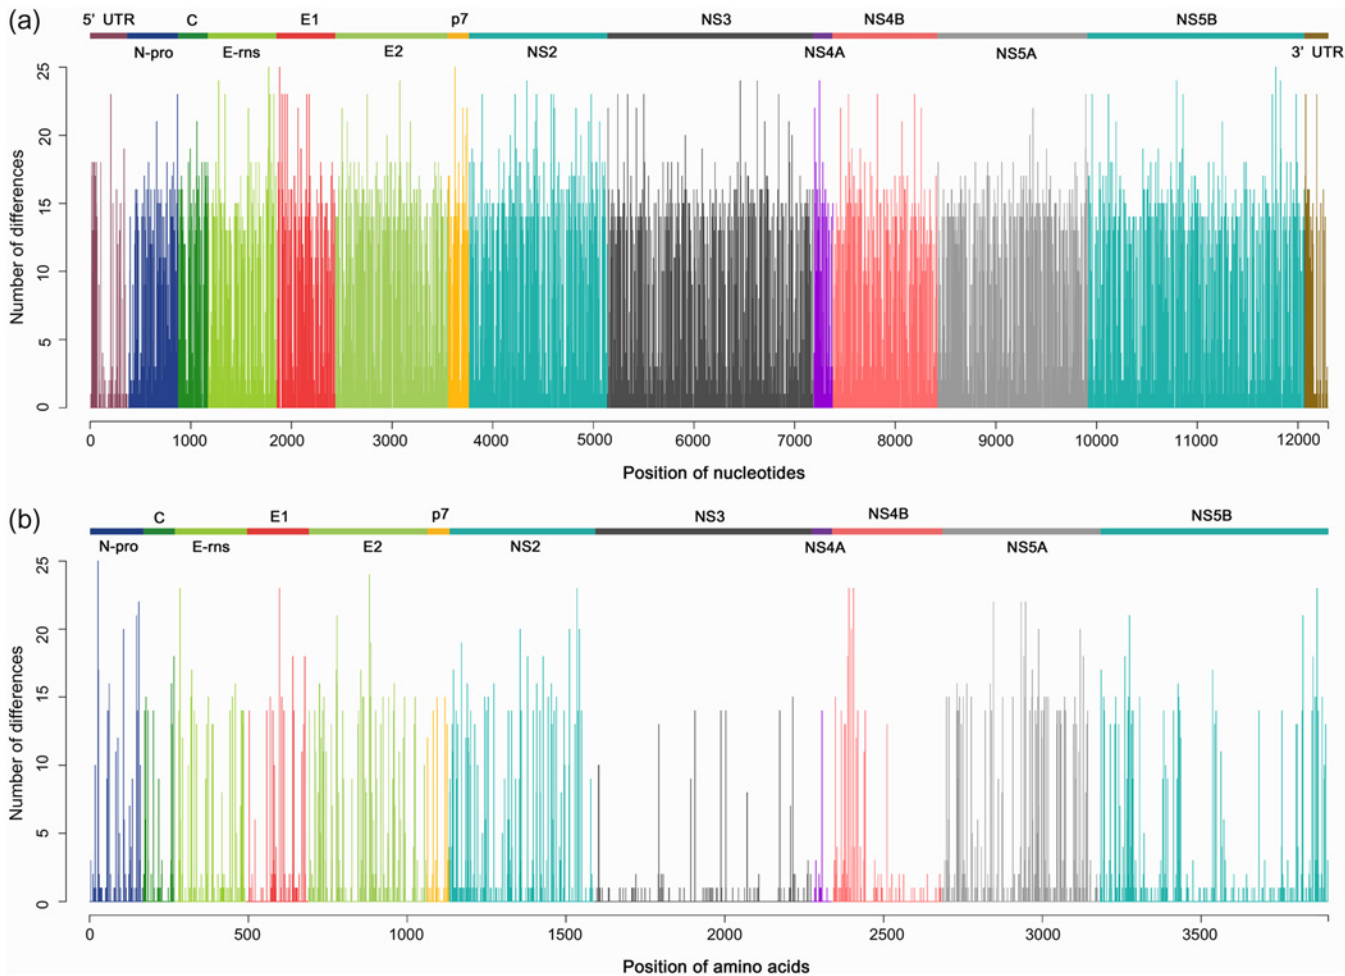 (a)
5' UTR C E1 p7 NS3 NS4B NS5B
N-pro E-rns E2 NS2 NS4A NS5A 3' UTR
Number of differences
25
20
15
10
5
0
0 1000 2000 3000 4000 5000 6000 7000 8000 9000 10000 11000 12000
Position of nucleotides
(b)
C E1 p7 NS3 NS4B NS5B
N-pro E-rns E2 NS2 NS4A NS5A
Number of differences
25
20
15
10
5
0
0 500 1000 1500 2000 2500 3000 3500
Position of amino acids